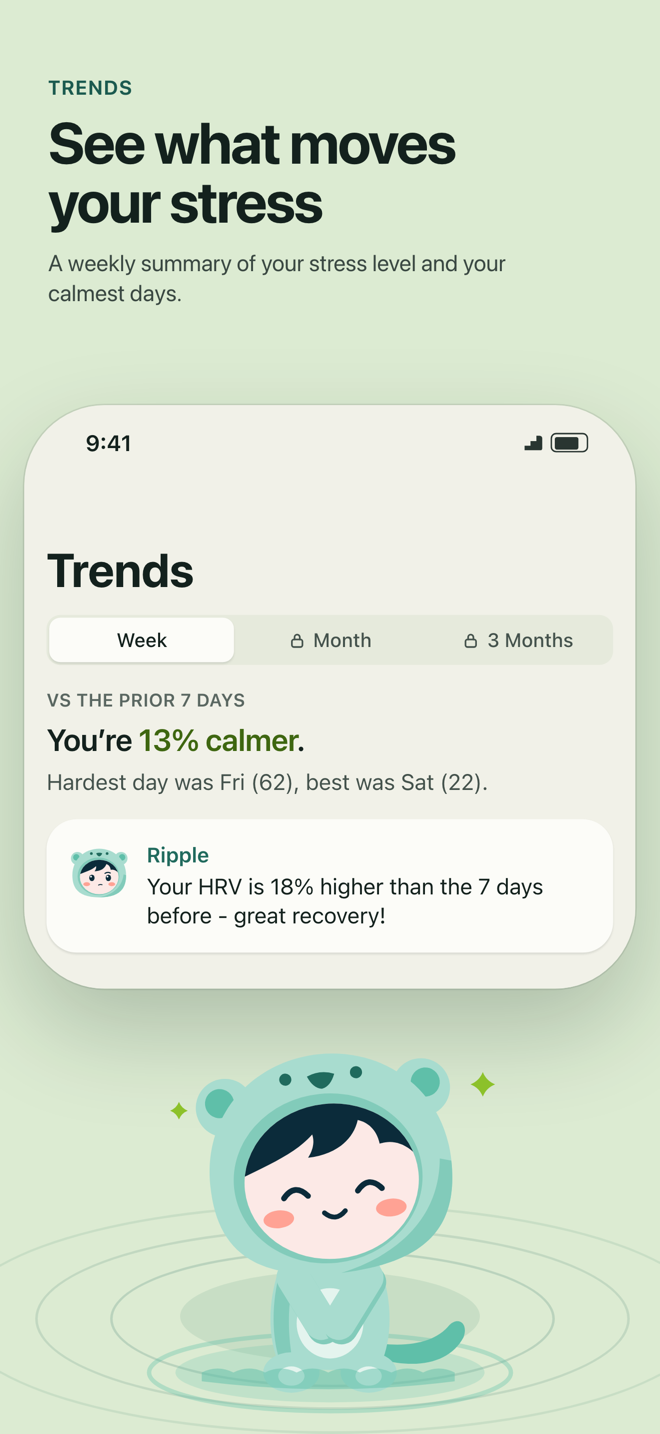 TRENDS
See what moves
your stress
A weekly summary of your stress level and your
calmest days.
9:41
Trends
Week
Month
3 Months
VS THE PRIOR 7 DAYS
You’re 13% calmer.
Hardest day was Fri (62), best was Sat (22).
Ripple
Your HRV is 18% higher than the 7 days
before - great recovery!